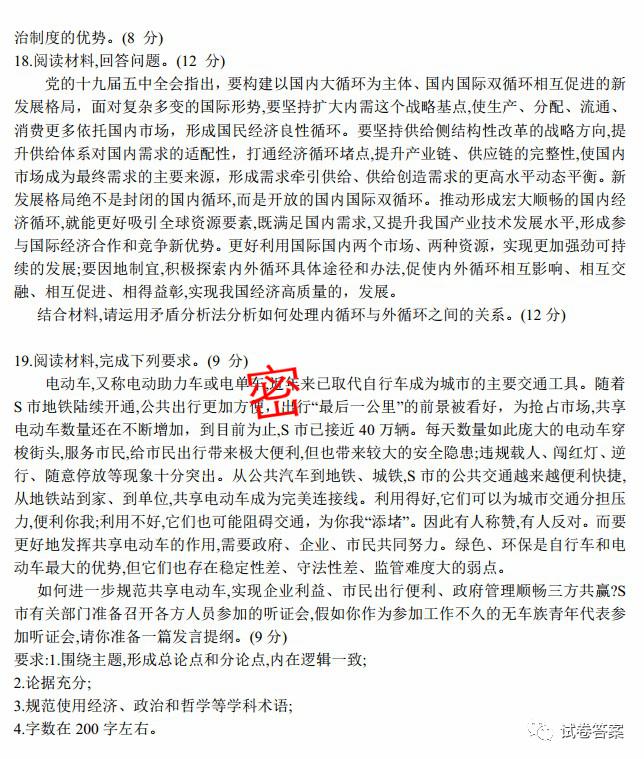 治制度的优势。(8 分)
18.阅读材料,回答问题。(12 分)
党的十九届五中全会指出，要构建以国内大循环为主体、国内国际双循环相互促进的新
发展格局，面对复杂多变的国际形势,要坚持扩大内需这个战略基点,使生产、分配、流通、
消费更多依托国内市场，形成国民经济良性循环。要坚持供给侧结构性改革的战略方向,提
升供给体系对国内需求的适配性，打通经济循环堵点,提升产业链、供应链的完整性,使国内
市场成为最终需求的主要来源，形成需求牵引供给、供给创造需求的更高水平动态平衡。新
发展格局绝不是封闭的国内循环,而是开放的国内国际双循环。推动形成宏大顺畅的国内经
济循环,就能更好吸引全球资源要素,既满足国内需求,又提升我国产业技术发展水平,形成参
与国际经济合作和竞争新优势。更好利用国际国内两个市场、两种资源，实现更加强劲可持
续的发展;要因地制宜,积极探索内外循环具体途径和办法,促使内外循环相互影响、相互交
融、相互促进、相得益彰,实现我国经济高质量的，发展。
结合材料,请运用矛盾分析法分析如何处理内循环与外循环之间的关系。(12 分)
19.阅读材料,完成下列要求。(9 分)
电动车,又称电动助力车或电单车,近年来已取代自行车成为城市的主要交通工具。随着
S 市地铁陆续开通,公共出行更加方便，出行“最后一公里”的前景被看好，为抢占市场,共享
电动车数量还在不断增加，到目前为止,S 市已接近 40 万辆。每天数量如此庞大的电动车穿
梭街头,服务市民,给市民出行带来极大便利,但也带来较大的安全隐患;违规载人、闯红灯、逆
行、随意停放等现象十分突出。从公共汽车到地铁、城铁,S 市的公共交通越来越便利快捷,
从地铁站到家、到单位,共享电动车成为完美连接线。利用得好,它们可以为城市交通分担压
力,便利你我;利用不好,它们也可能阻碍交通，为你我“添堵”。因此有人称赞,有人反对。而要
更好地发挥共享电动车的作用,需要政府、企业、市民共同努力。绿色、环保是自行车和电
动车最大的优势,但它们也存在稳定性差、守法性差、监管难度大的弱点。
如何进一步规范共享电动车,实现企业利益、市民出行便利、政府管理顺畅三方共赢?S
市有关部门准备召开各方人员参加的听证会,假如你作为参加工作不久的无车族青年代表参
加听证会,请你准备一篇发言提纲。(9 分)
要求:1.围绕主题,形成总论点和分论点,内在逻辑一致;
2.论据充分;
3.规范使用经济、政治和哲学等学科术语;
4.字数在 200 字左右。
密
试卷答案